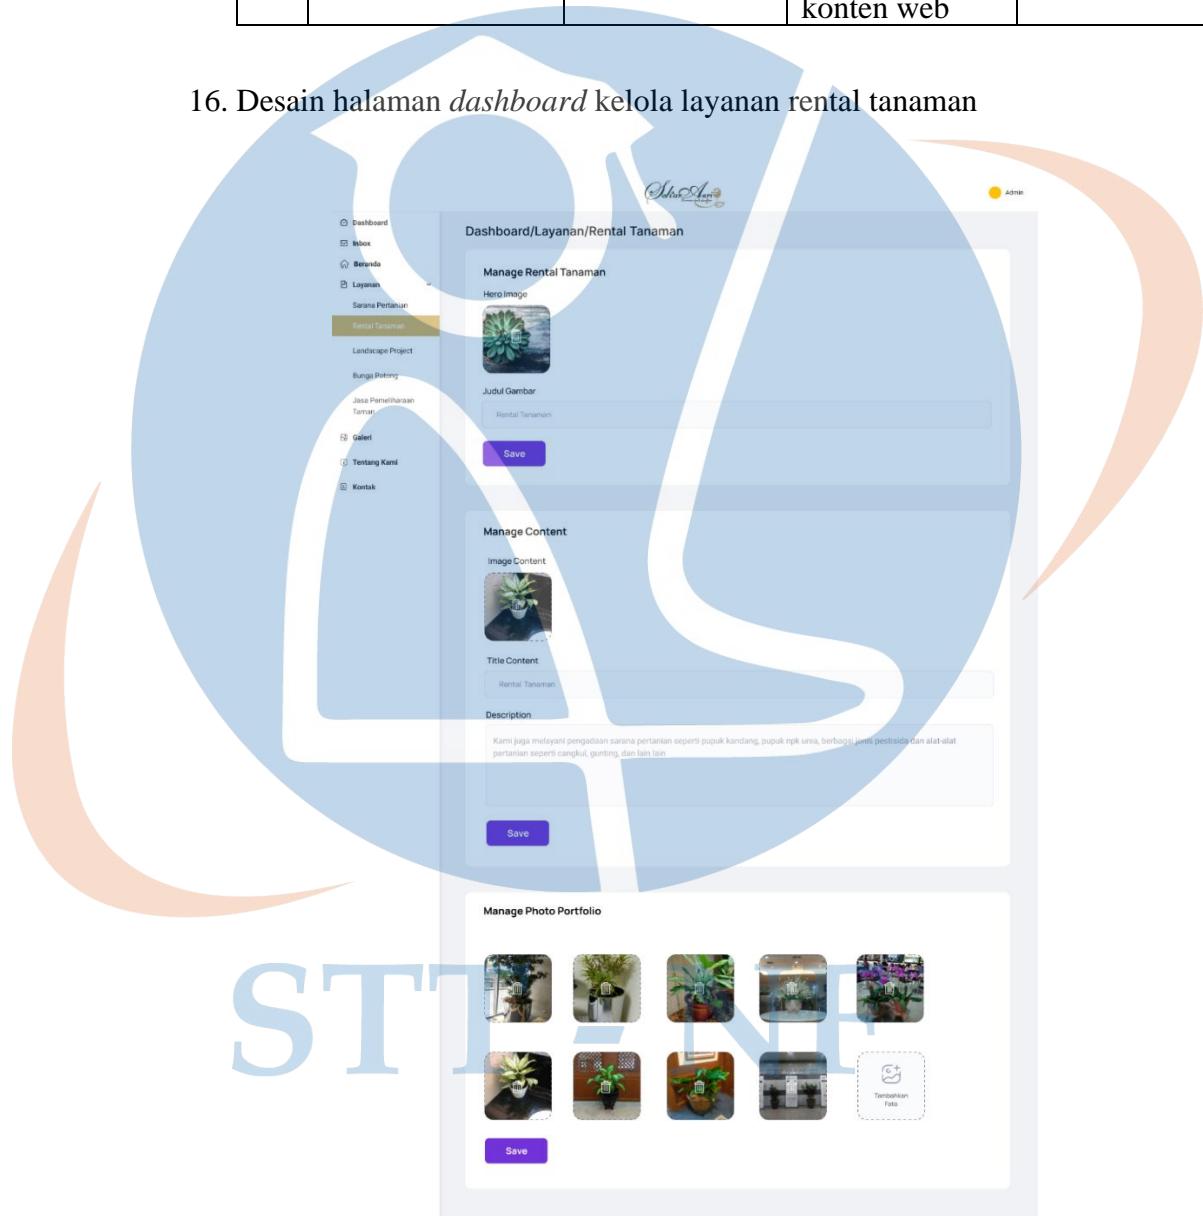 konten web
16. Desain halaman dashboard kelola layanan rental tanaman
Admin
Dashboard
Inbox
Beranda
Layanan
Sarana Pertanian
Rental Tanaman
Landscape Project
Bunga Potong
Jasa Pemeliharaan
Taman
Galeri
Tentang Kami
Kontak
Dashboard/Layanan/Rental Tanaman
Manage Rental Tanaman
Hero Image
Judul Gambar
Rental Tanaman
Save
Manage Content
Image Content
Title Content
Rental Tanaman
Description
Kami juga melayani pengadaan sarana pertanian seperti pupuk kandang, pupuk npk urea, berbagai jenis pestisida dan alat-alat
pertanian seperti cangkul, gunting, dan lain lain
Save
Manage Photo Portfolio
Tambahkan
Foto
Save
STT - NF